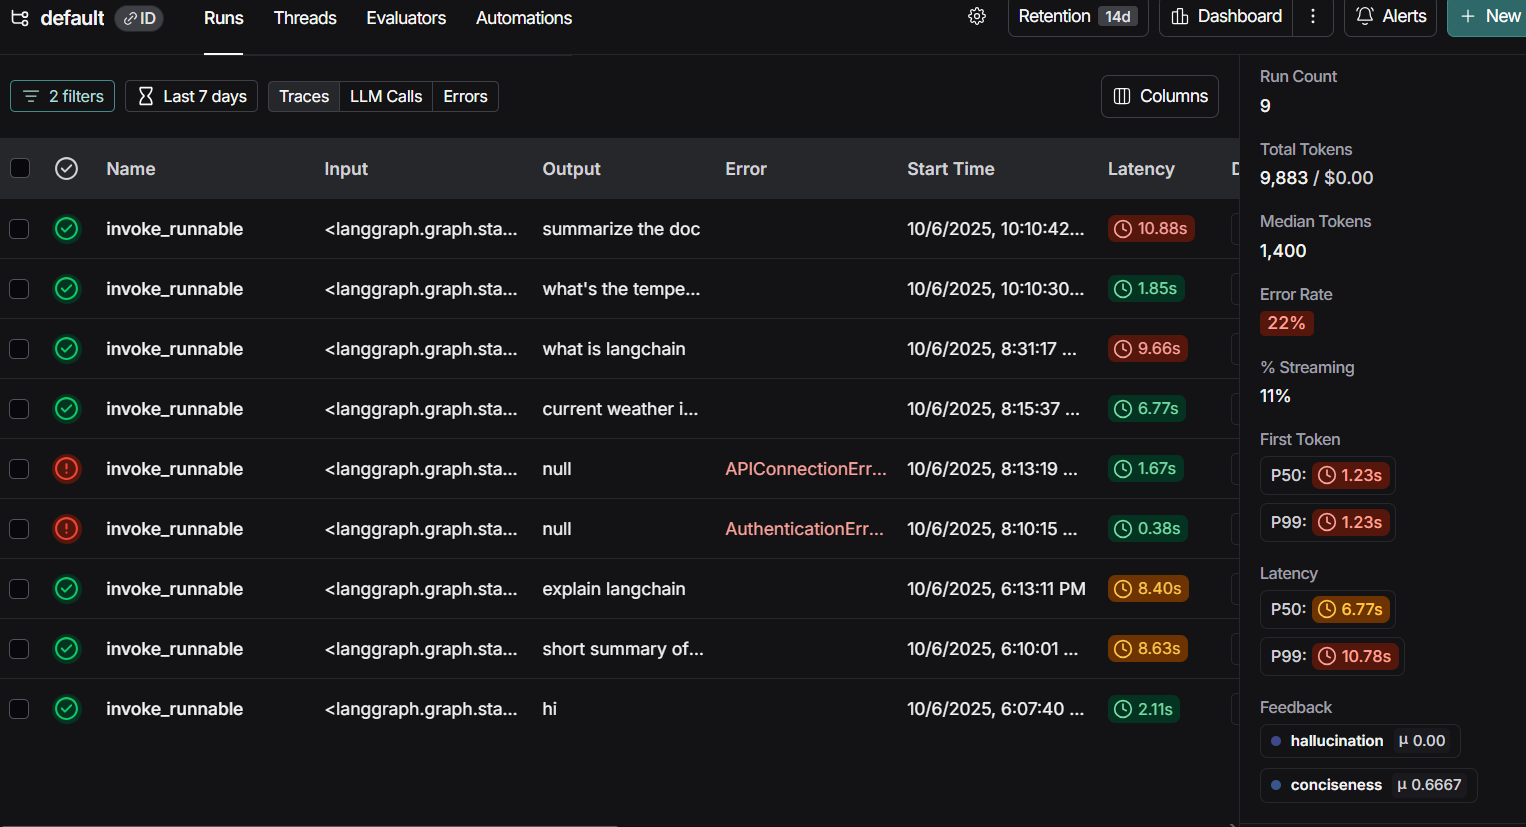 default ID Runs Threads Evaluators Automations Retention 14d Dashboard Alerts + New
2 filters Last 7 days Traces LLM Calls Errors Columns
Name Input Output Error Start Time Latency
invoke_runnable <langgraph.graph.sta... summarize the doc 10/6/2025, 10:10:42... 10.88s
invoke_runnable <langgraph.graph.sta... what's the tempe... 10/6/2025, 10:10:30... 1.85s
invoke_runnable <langgraph.graph.sta... what is langchain 10/6/2025, 8:31:17 ... 9.66s
invoke_runnable <langgraph.graph.sta... current weather i... 10/6/2025, 8:15:37 ... 6.77s
invoke_runnable <langgraph.graph.sta... null APIConnectionErr... 10/6/2025, 8:13:19 ... 1.67s
invoke_runnable <langgraph.graph.sta... null AuthenticationErr... 10/6/2025, 8:10:15 ... 0.38s
invoke_runnable <langgraph.graph.sta... explain langchain 10/6/2025, 6:13:11 PM 8.40s
invoke_runnable <langgraph.graph.sta... short summary of... 10/6/2025, 6:10:01 ... 8.63s
invoke_runnable <langgraph.graph.sta... hi 10/6/2025, 6:07:40 ... 2.11s
Run Count
9
Total Tokens
9,883 / $0.00
Median Tokens
1,400
Error Rate
22%
% Streaming
11%
First Token
P50: 1.23s
P99: 1.23s
Latency
P50: 6.77s
P99: 10.78s
Feedback
hallucination μ 0.00
conciseness μ 0.6667